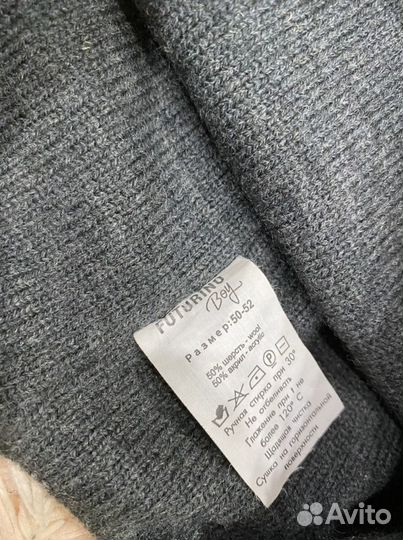 FUTURINO
Boy
Размер:50-52
50% шерсть - wool
50% акрил - acrylic
P
Ручная стирка при 30°
Не отбеливать
Глажение при t не
более 120° C
Щадящая чистка
Сушка на горизонтальной
поверхности
Avito